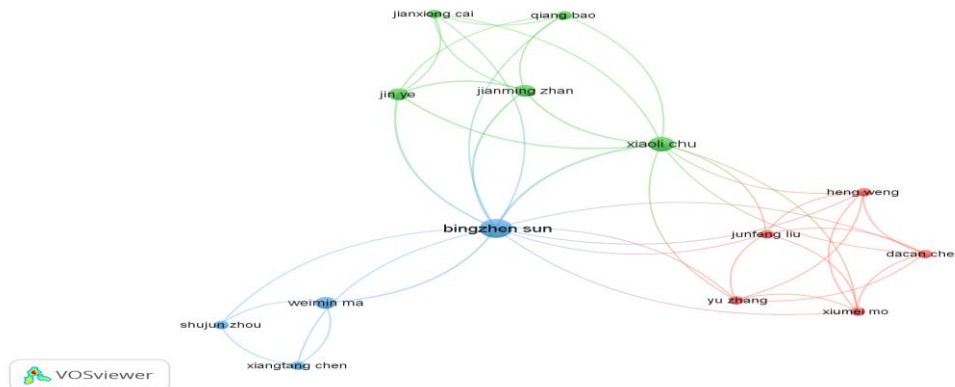 jianxiong cai
qiang bao
jin ye
jianming zhan
xiaoli chu
heng weng
bingzhen sun
junfeng liu
dacan che
weimin ma
yu zhang
xiumei mo
shujun zhou
xiangtang chen
VOSviewer